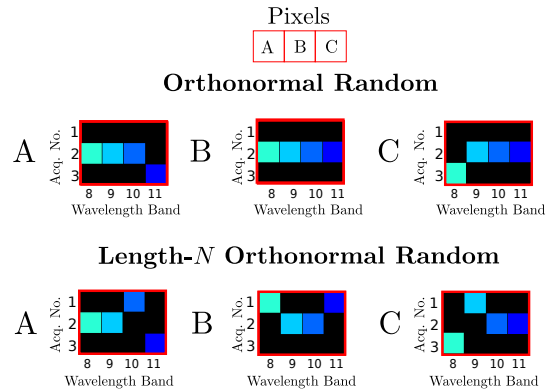 Pixels
A B C
Orthonormal Random
A Acq. No. 1 2 3 8 9 10 11 Wavelength Band
B Acq. No. 1 2 3 8 9 10 11 Wavelength Band
C Acq. No. 1 2 3 8 9 10 11 Wavelength Band
Length-N Orthonormal Random
A Acq. No. 1 2 3 8 9 10 11 Wavelength Band
B Acq. No. 1 2 3 8 9 10 11 Wavelength Band
C Acq. No. 1 2 3 8 9 10 11 Wavelength Band